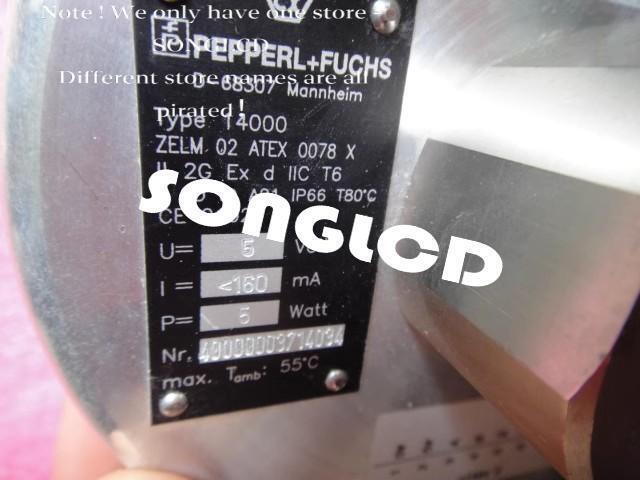 Note ! We only have one store
SONGLCD
Different store names are all
pirated!
PEPPERL+FUCHS
D-68307 Mannheim
Type 14000
ZELM 02 ATEX 0078 X
II 2G Ex d IIC T6
IP66 T80°C
SONGLCD
CE
U= 5
I= <160 mA
P= 5 Watt
Nr.
max. Tamb: 55°C